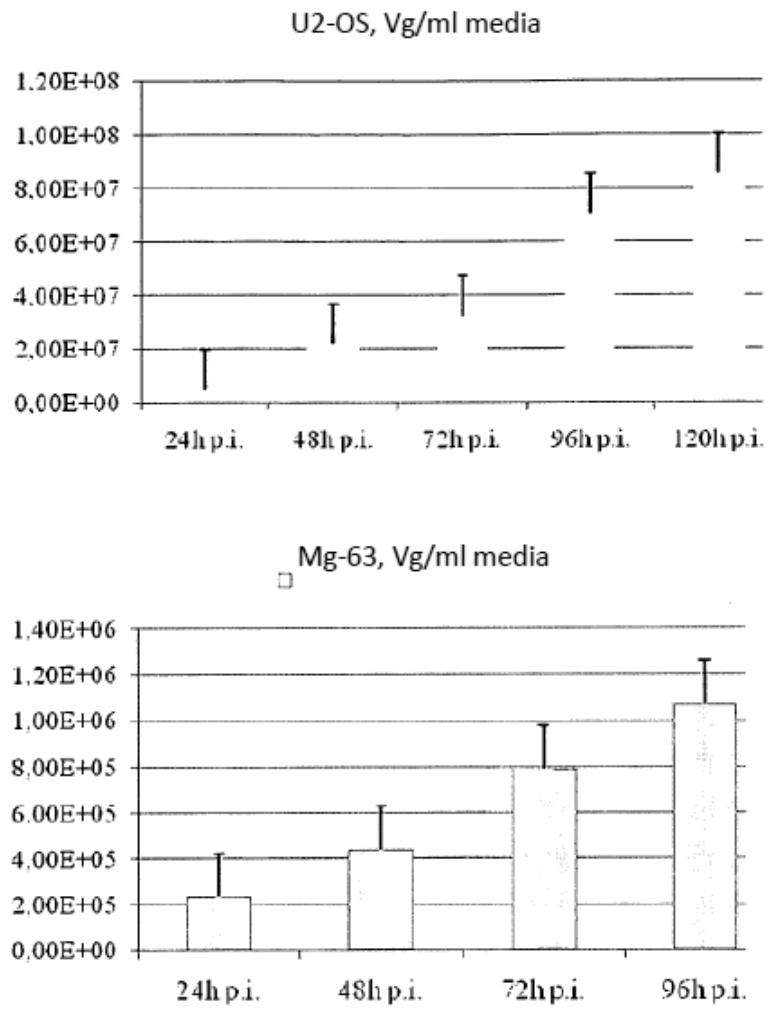 U2-OS, Vg/ml media
1,20E+08
1,00E+08
8,00E+07
6,00E+07
4,00E+07
2,00E+07
0,00E+00
24h p.i. 48h p.i. 72h p.i. 96h p.i. 120h p.i.
Mg-63, Vg/ml media
1,40E+06
1,20E+06
1,00E+06
8,00E+05
6,00E+05
4,00E+05
2,00E+05
0,00E+00
24h p.i. 48h p.i. 72h p.i. 96h p.i.